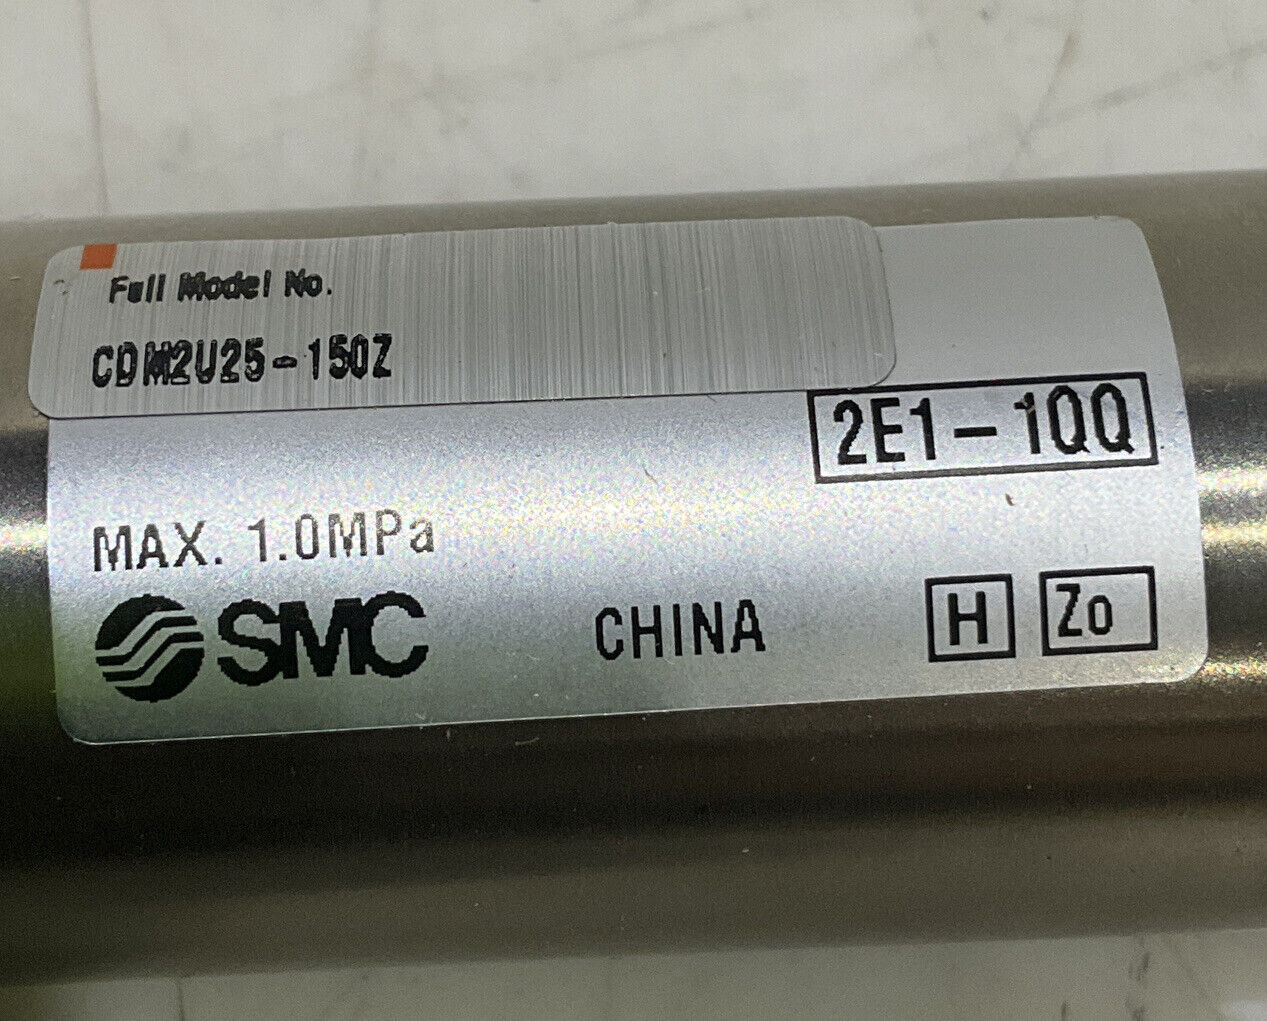 Full Model No.
CDM2U25-150Z
2E1-1QQ
MAX. 1.0MPa
SMC CHINA H Zo